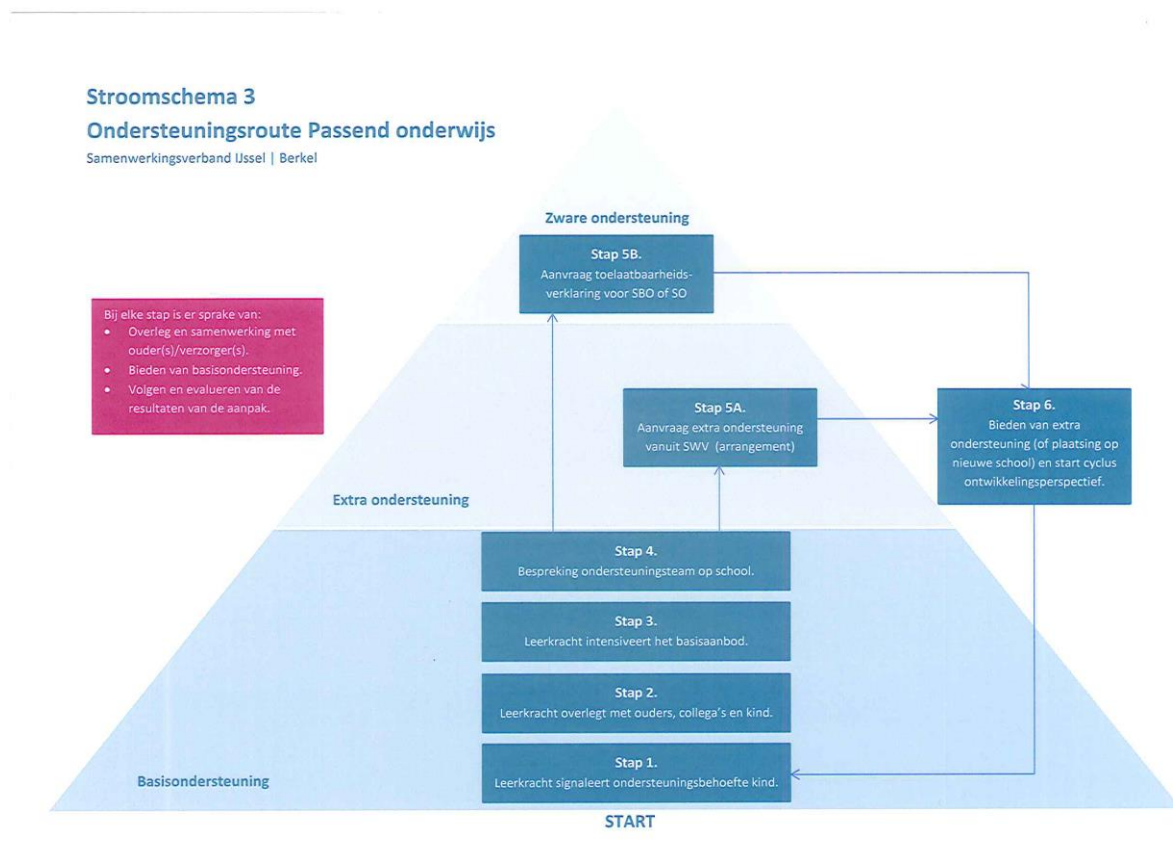 Stroomschema 3
Ondersteuningsroute Passend onderwijs
Samenwerkingsverband IJssel | Berkel
Zware ondersteuning
Stap 5B.
Aanvraag toelaatbaarheids-
verklaring voor SBO of SO
Bij elke stap is er sprake van:
• Overleg en samenwerking met
ouder(s)/verzorger(s).
• Bieden van basisondersteuning.
• Volgen en evalueren van de
resultaten van de aanpak.
Stap 5A.
Aanvraag extra ondersteuning
vanuit SWV (arrangement)
Stap 6.
Bieden van extra
ondersteuning (of plaatsing op
nieuwe school) en start cyclus
ontwikkelingsperspectief.
Extra ondersteuning
Stap 4.
Bespreking ondersteuningsteam op school.
Stap 3.
Leerkracht intensiveert het basisaanbod.
Stap 2.
Leerkracht overlegt met ouders, collega's en kind.
Stap 1.
Leerkracht signaleert ondersteuningsbehoefte kind.
Basisondersteuning
START